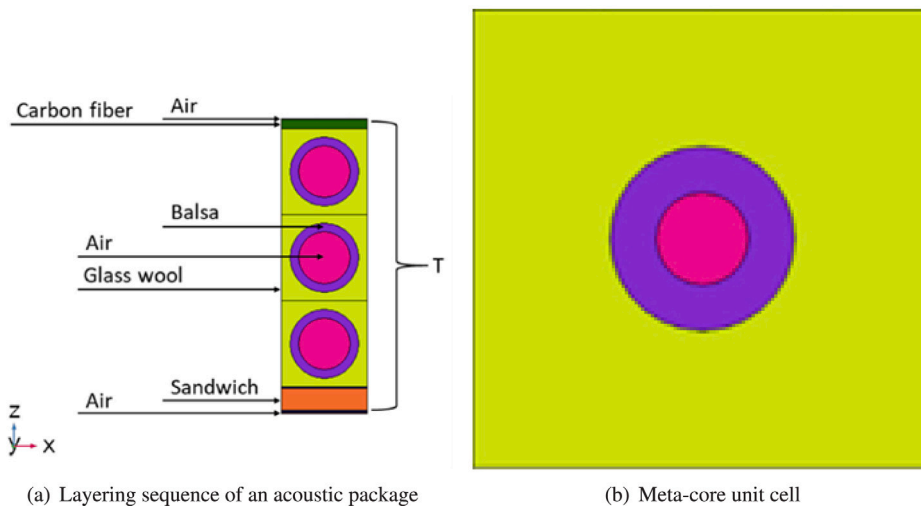 Air
Carbon fiber
Balsa
Air
T
Glass wool
Sandwich
Air
z
y x
(a) Layering sequence of an acoustic package
(b) Meta-core unit cell